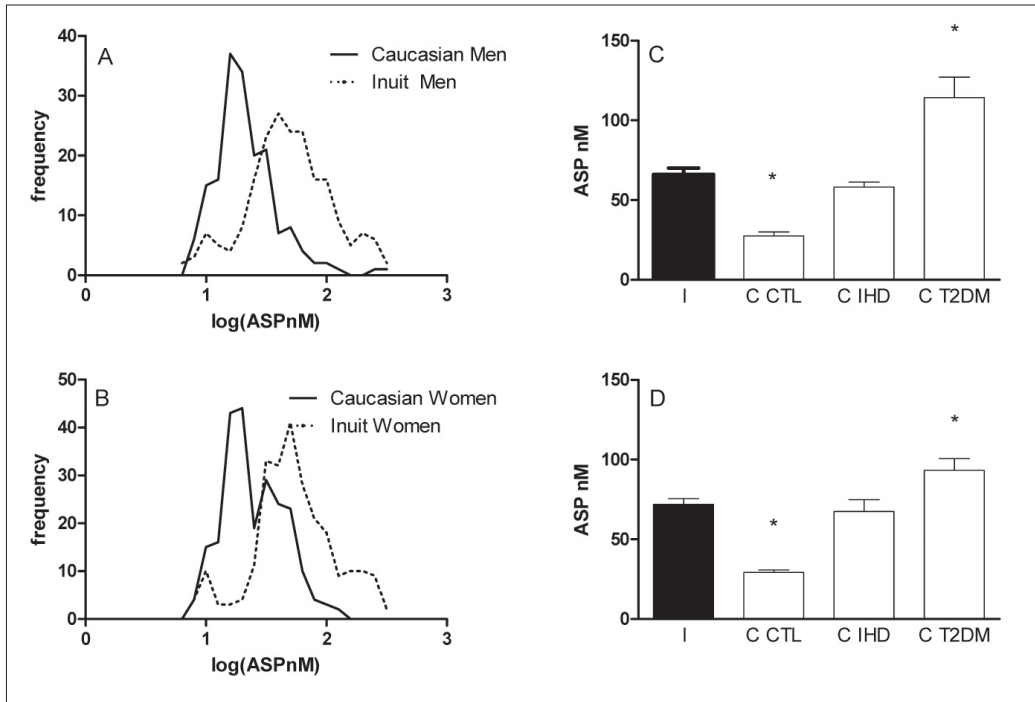 A
Caucasian Men
Inuit Men
frequency
40
30
20
10
0
0 1 2 3
log(ASPnM)
C
ASP nM
150
100
50
0
*
*
I C CTL C IHD C T2DM
B
Caucasian Women
Inuit Women
frequency
50
40
30
20
10
0
0 1 2 3
log(ASPnM)
D
ASP nM
150
100
50
0
*
*
I C CTL C IHD C T2DM